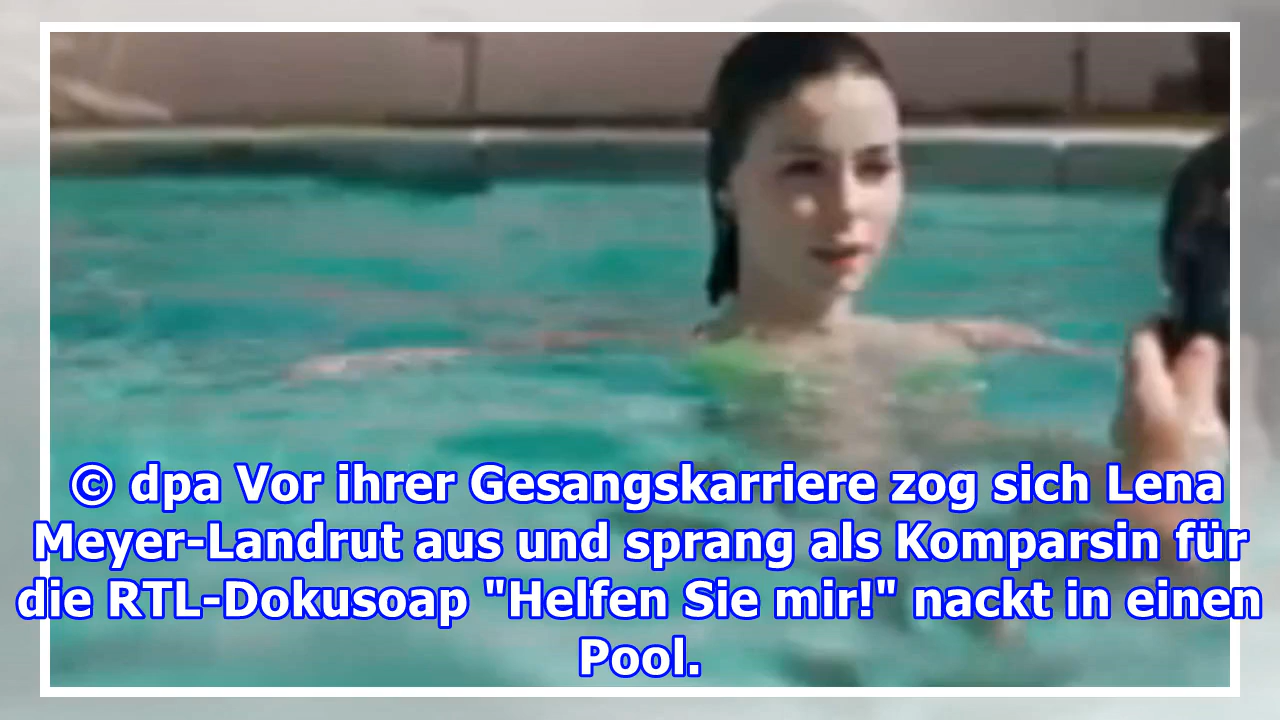 © dpa Vor ihrer Gesangskarriere zog sich Lena
Meyer-Landrut aus und sprang als Komparsin für
die RTL-Dokusoap "Helfen Sie mir!" nackt in einen
Pool.